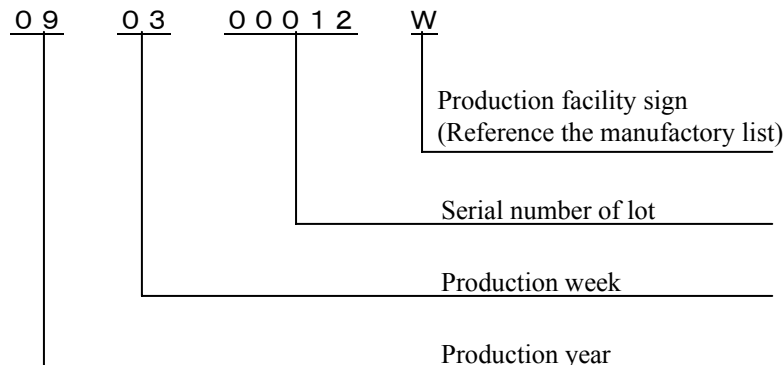 ０９ ０３ ０００１２ W
Production facility sign
(Reference the manufactory list)
Serial number of lot
Production week
Production year